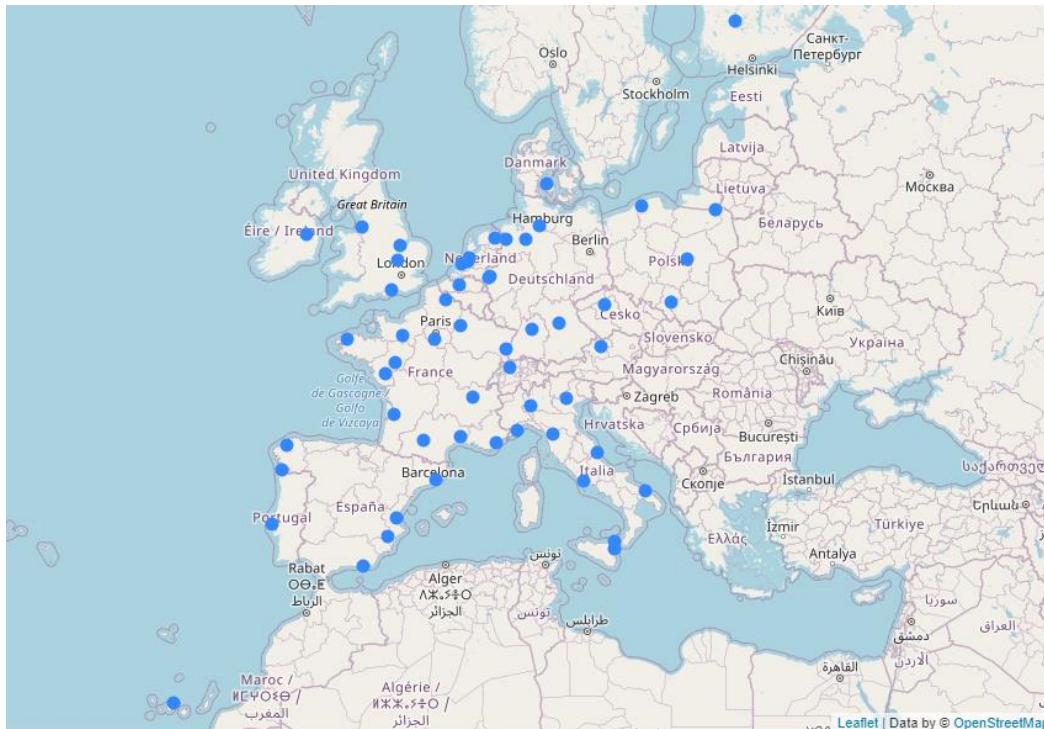 Oslo
Санкт-
Петербург
Helsinki
Stockholm
Eesti
Latvija
Danmark
Lietuva
Москва
United Kingdom
Great Britain
Éire / Ireland
Hamburg
Беларусь
Berlin
Nederland
London
Polska
Deutschland
Київ
Česko
Paris
Slovensko
Україна
Chișinău
France
Magyarország
Golfe
de Gascogne /
Golfo
de Vizcaya
Zagreb
România
Hrvatska
Србија
București
България
Barcelona
Italia
Скопје
İstanbul
España
Portugal
Ελλάς
İzmir
Türkiye
Antalya
تونس
Rabat
ⵔⴱⴰⵟ
الرباط
Alger
الجزائر
تونس
طرابلس
سوريا
دمشق
العراق
الأردن
القاهرة
Maroc /
المغرب
Algérie /
الجزائر
مصر
Leaflet | Data by © OpenStreetMap